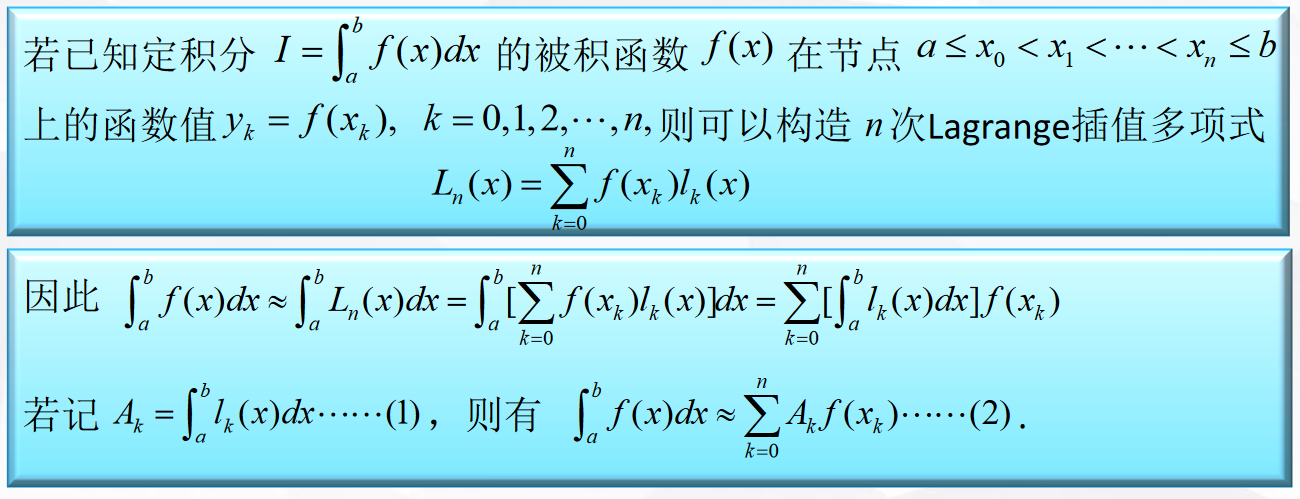 若已知定积分 $I=\int_a^b f(x)dx$ 的被积函数 $f(x)$ 在节点 $a \le x_0 < x_1 < \cdots < x_n \le b$
上的函数值 $y_k = f(x_k),\ k=0,1,2,\cdots,n,$ 则可以构造 $n$ 次Lagrange插值多项式
$L_n(x)=\sum_{k=0}^{n} f(x_k)l_k(x)$
因此 $\int_a^b f(x)dx \approx \int_a^b L_n(x)dx = \int_a^b [\sum_{k=0}^{n} f(x_k)l_k(x)]dx = \sum_{k=0}^{n} [\int_a^b l_k(x)dx] f(x_k)$
若记 $A_k = \int_a^b l_k(x)dx \cdots\cdots (1)$，则有 $\int_a^b f(x)dx \approx \sum_{k=0}^{n} A_k f(x_k) \cdots\cdots (2)$.